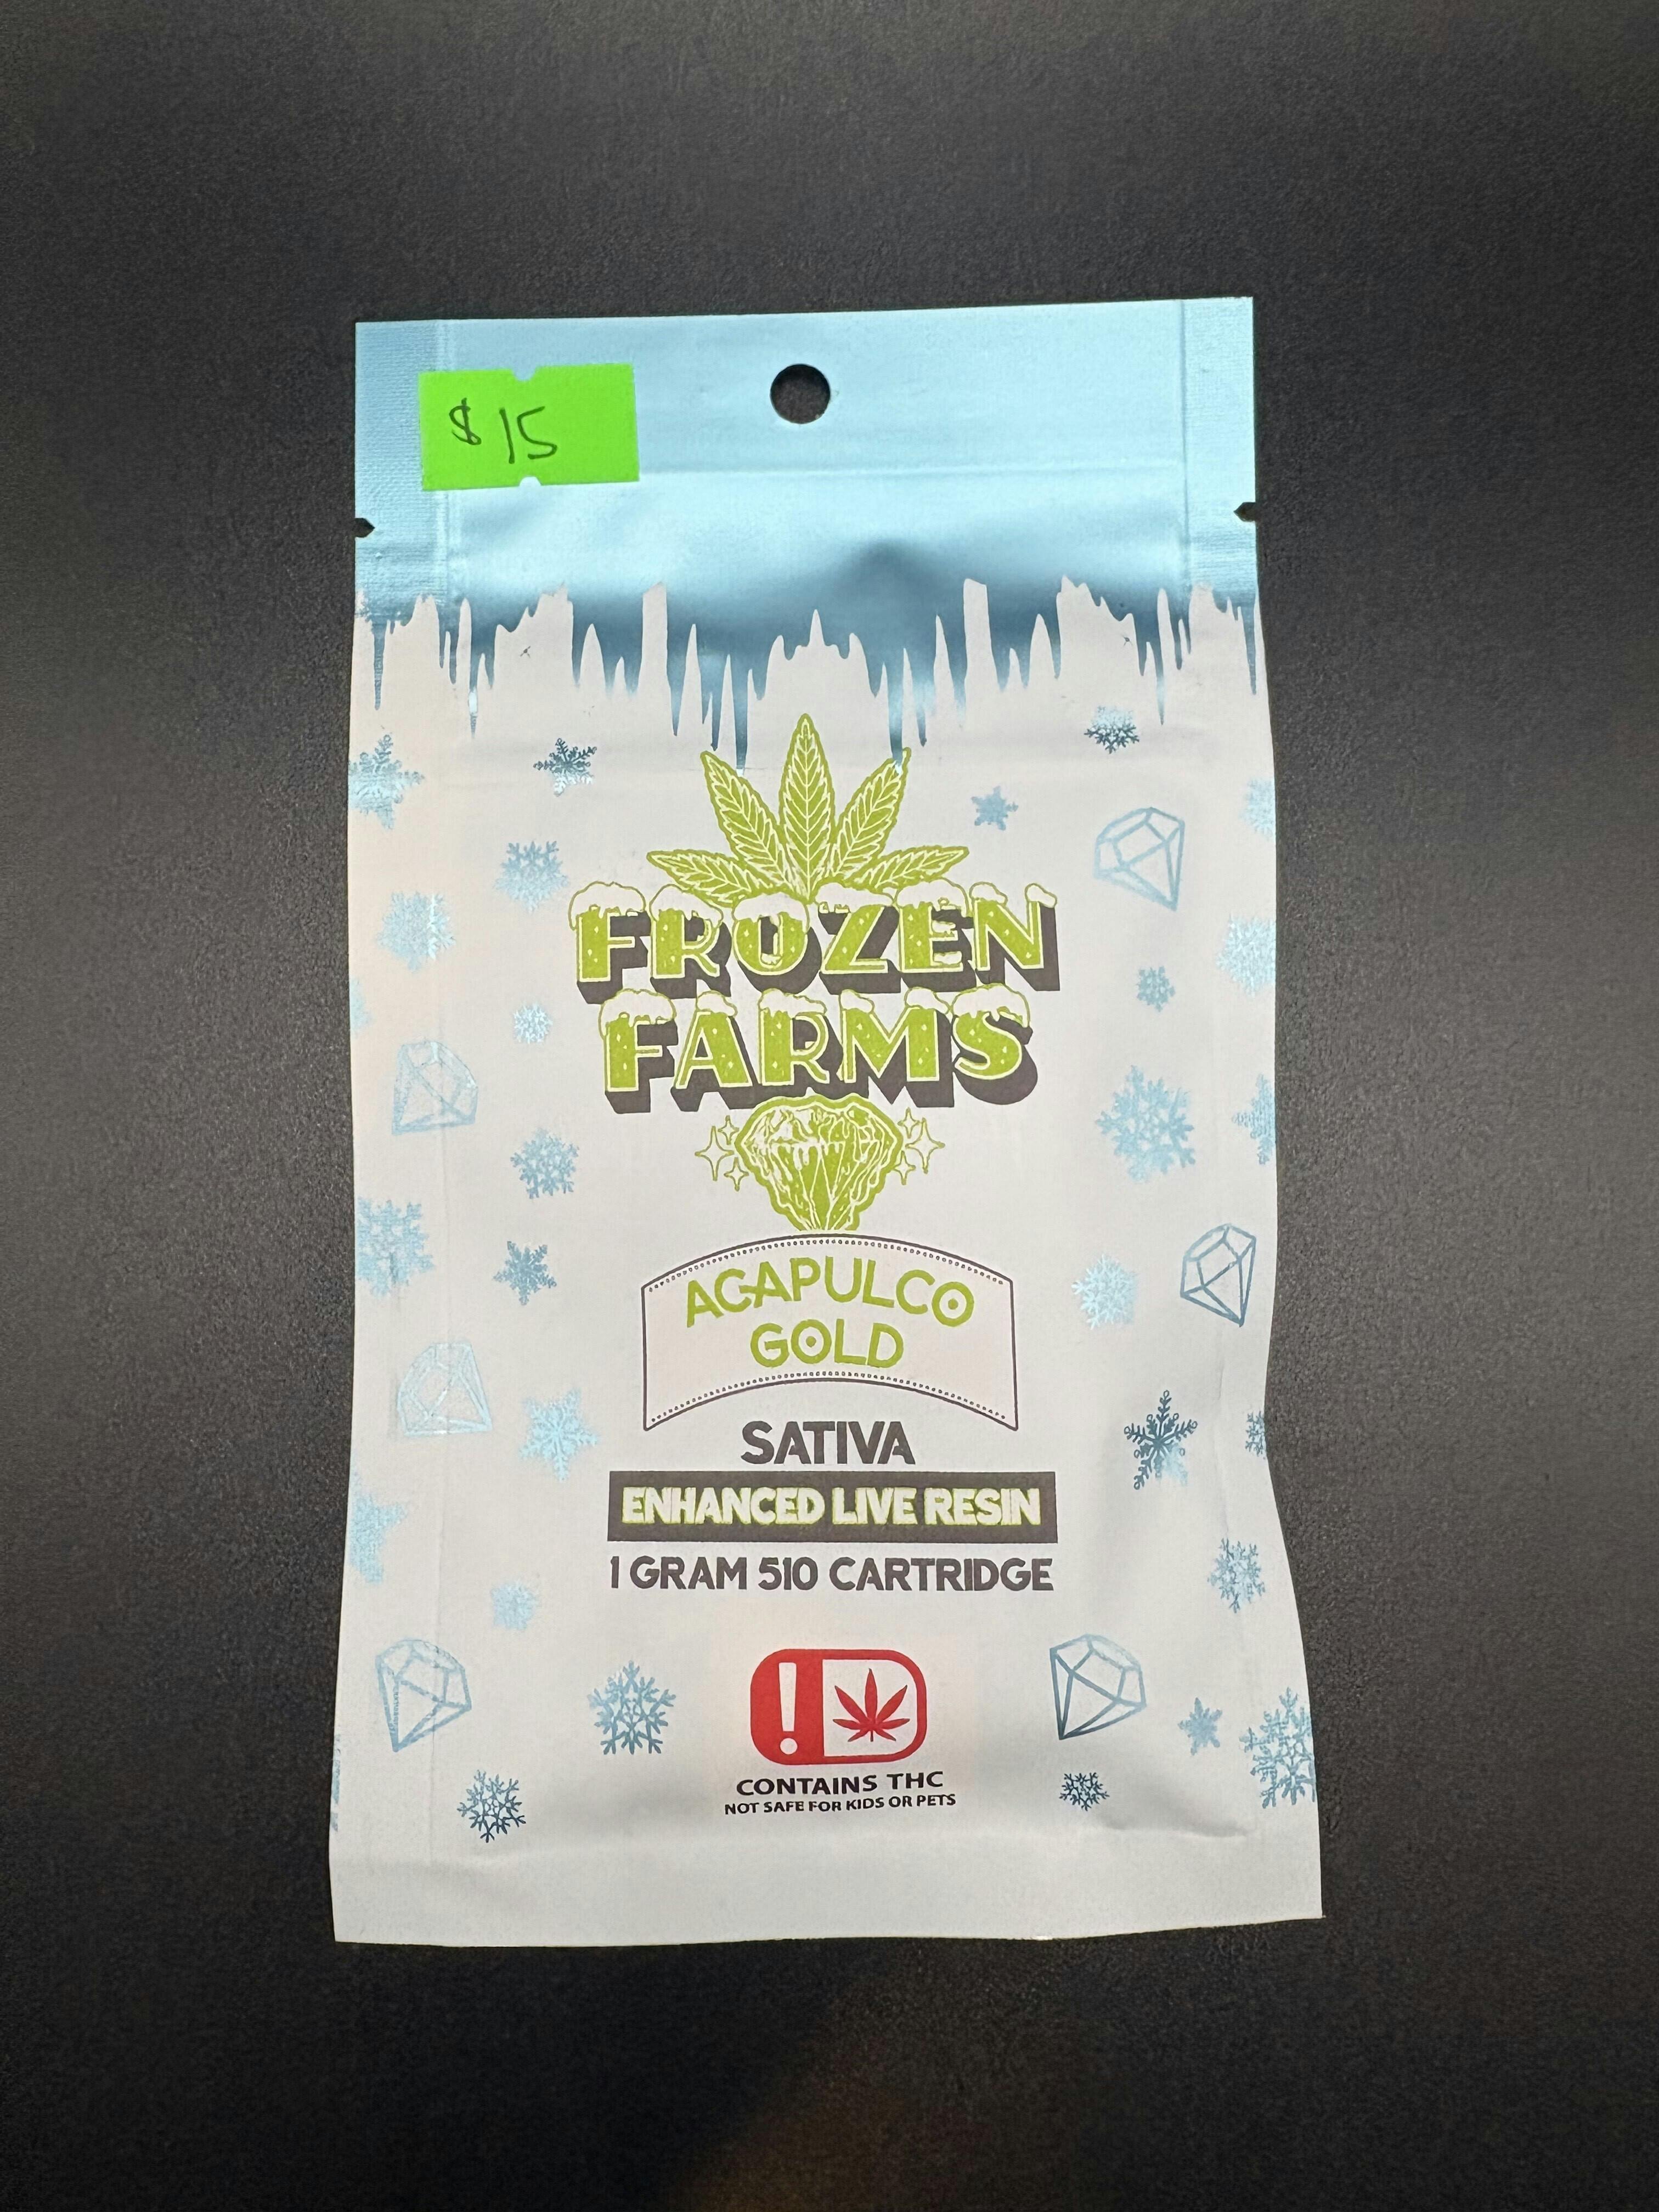 $15
FROZEN
FARMS
ACAPULCO
GOLD
SATIVA
ENHANCED LIVE RESIN
1 GRAM 510 CARTRIDGE
!
CONTAINS THC
NOT SAFE FOR KIDS OR PETS